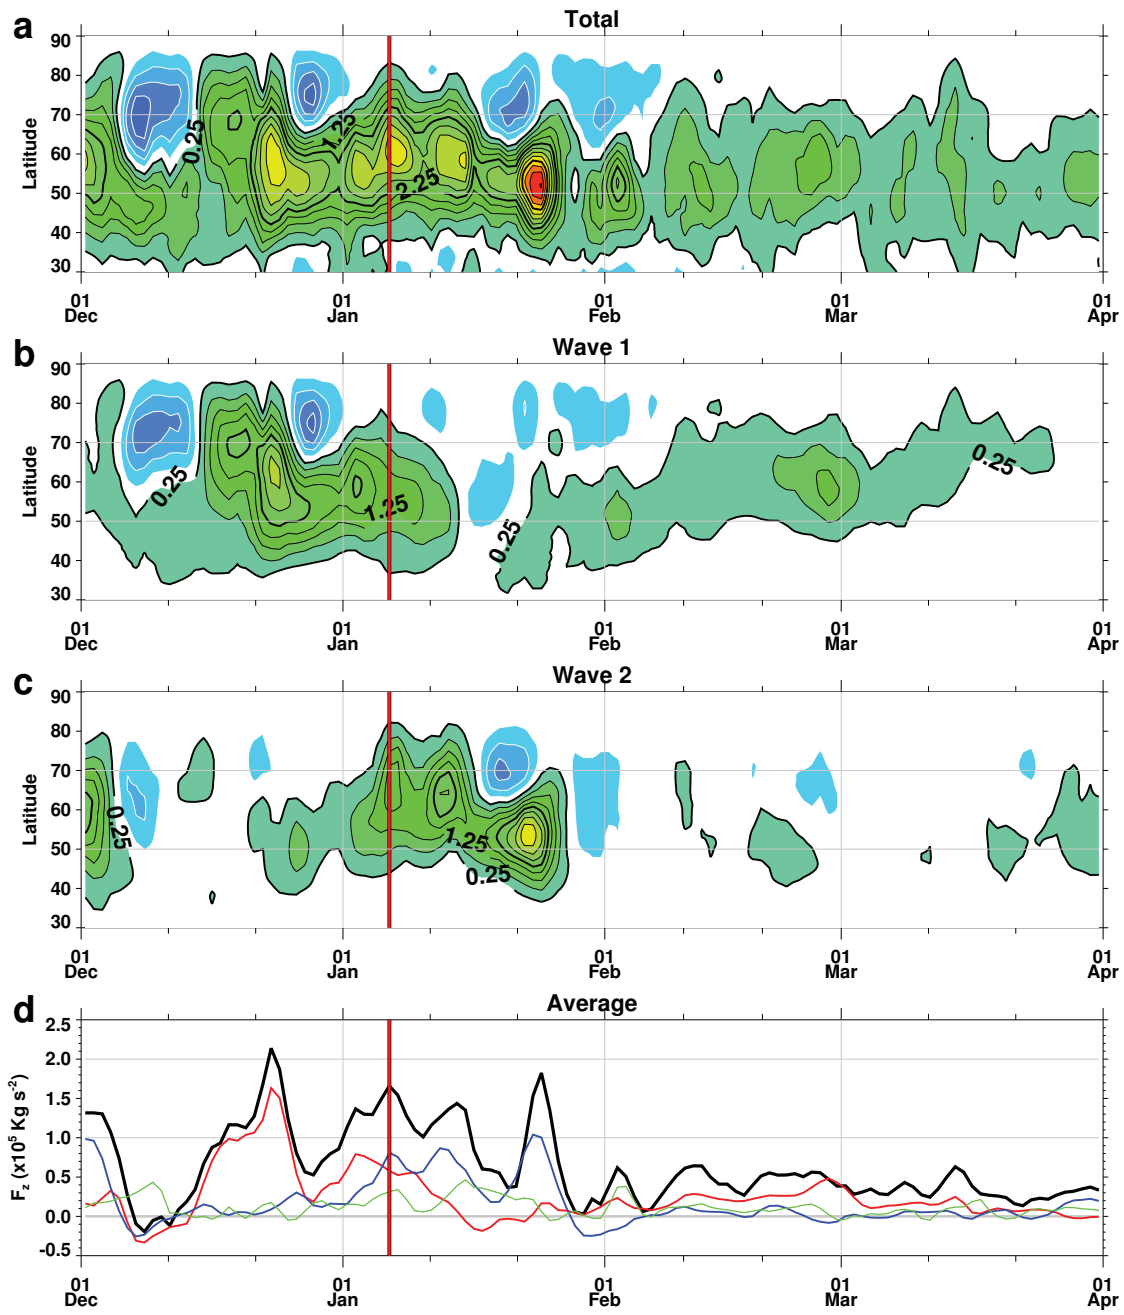 a
Total
90
80
70
60
50
40
30
Latitude
0.25
1.25
2.25
01 Dec
01 Jan
01 Feb
01 Mar
01 Apr
b
Wave 1
90
80
70
60
50
40
30
Latitude
0.25
1.25
0.25
0.25
01 Dec
01 Jan
01 Feb
01 Mar
01 Apr
c
Wave 2
90
80
70
60
50
40
30
Latitude
0.25
1.25
0.25
01 Dec
01 Jan
01 Feb
01 Mar
01 Apr
d
Average
2.5
2.0
1.5
1.0
0.5
0.0
-0.5
F_z (x10^5 Kg s^-2)
01 Dec
01 Jan
01 Feb
01 Mar
01 Apr